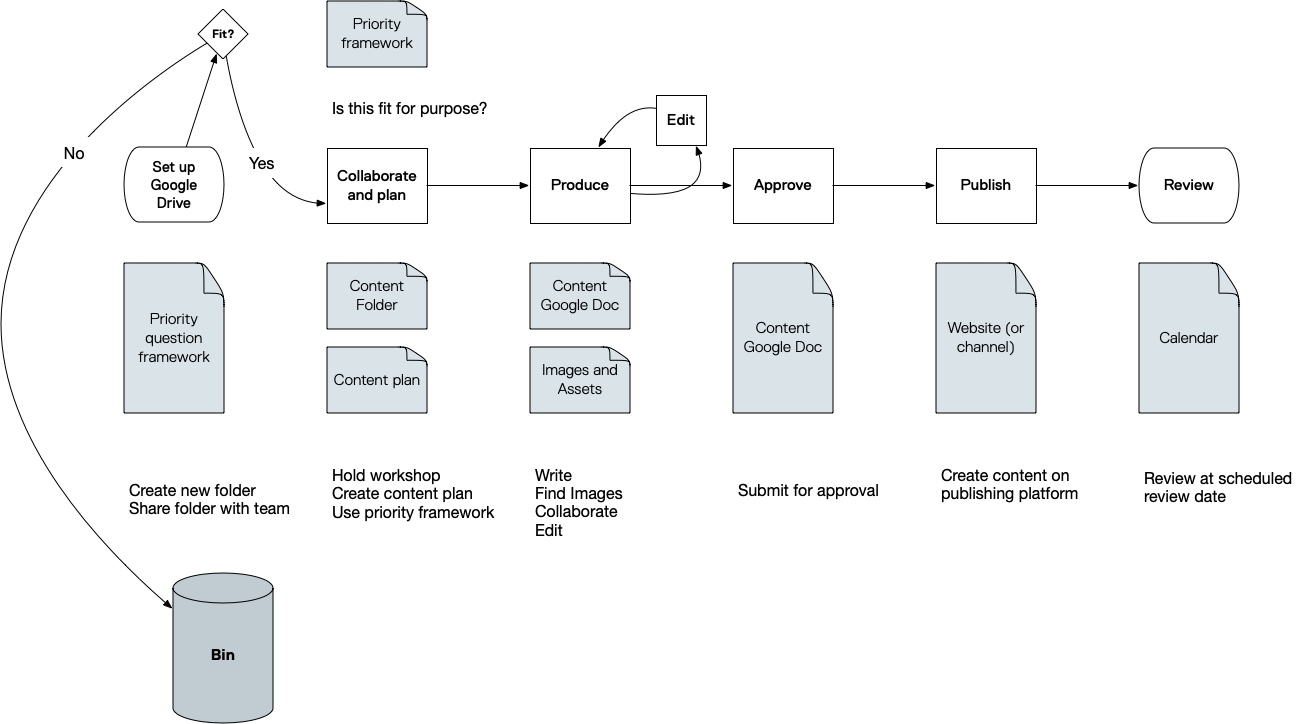 Fit?
Priority
framework
Is this fit for purpose?
Edit
No
Yes
Set up
Google
Drive
Collaborate
and plan
Produce
Approve
Publish
Review
Priority
question
framework
Content
Folder
Content plan
Content
Google Doc
Images and
Assets
Content
Google Doc
Website (or
channel)
Calendar
Create new folder
Share folder with team
Hold workshop
Create content plan
Use priority framework
Write
Find Images
Collaborate
Edit
Submit for approval
Create content on
publishing platform
Review at scheduled
review date
Bin